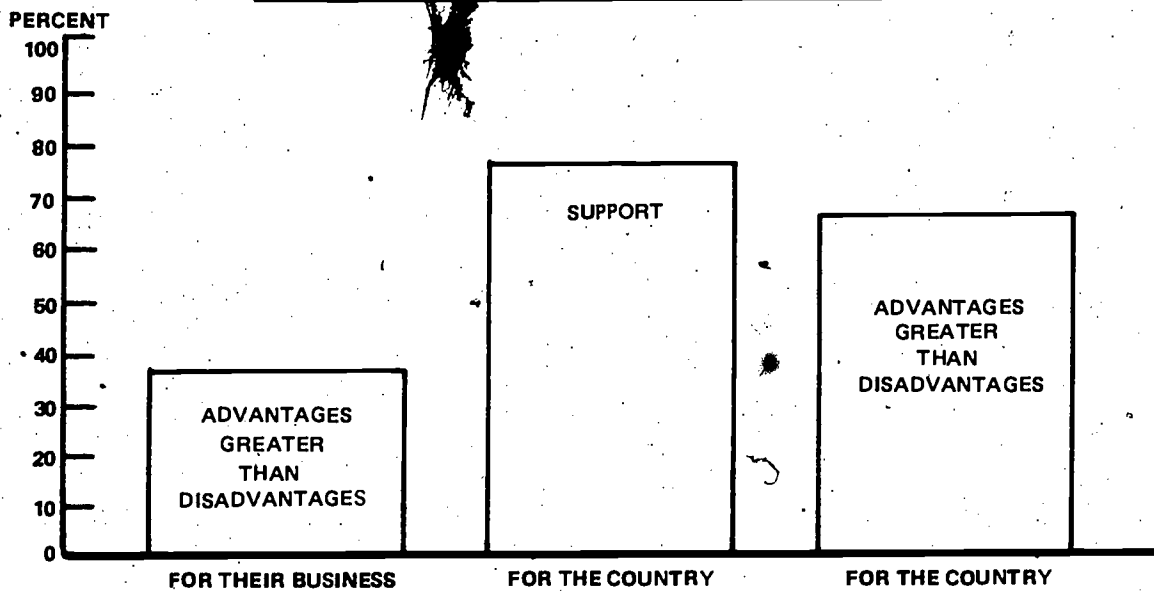 PERCENT
100
90
80
70
60
50
40
30
20
10
0
SUPPORT
ADVANTAGES
GREATER
THAN
DISADVANTAGES
ADVANTAGES
GREATER
THAN
DISADVANTAGES
FOR THEIR BUSINESS
FOR THE COUNTRY
FOR THE COUNTRY